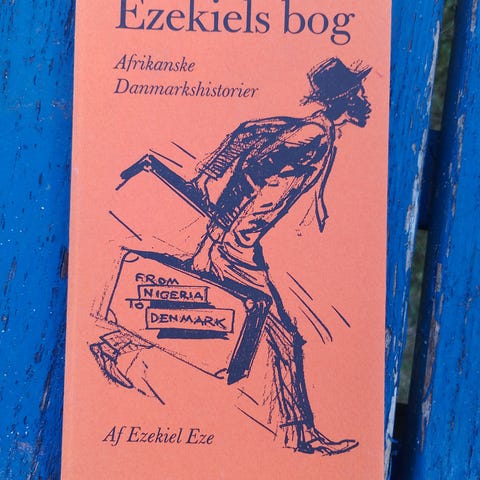 Ezekiels bog
Afrikanske
Danmarkshistorier
FROM
NIGERIA
TO
DENMARK
Af Ezekiel Eze